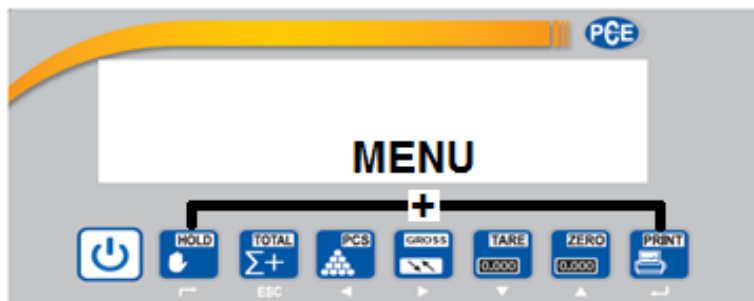 PCE
MENU
+
HOLD TOTAL PCS GROSS TARE ZERO PRINT
Σ+ 0.000 0.000
ESC